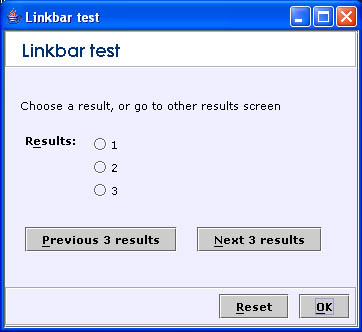 Linkbar test
Linkbar test
Choose a result, or go to other results screen
Results:
1
2
3
Previous 3 results Next 3 results
Reset OK